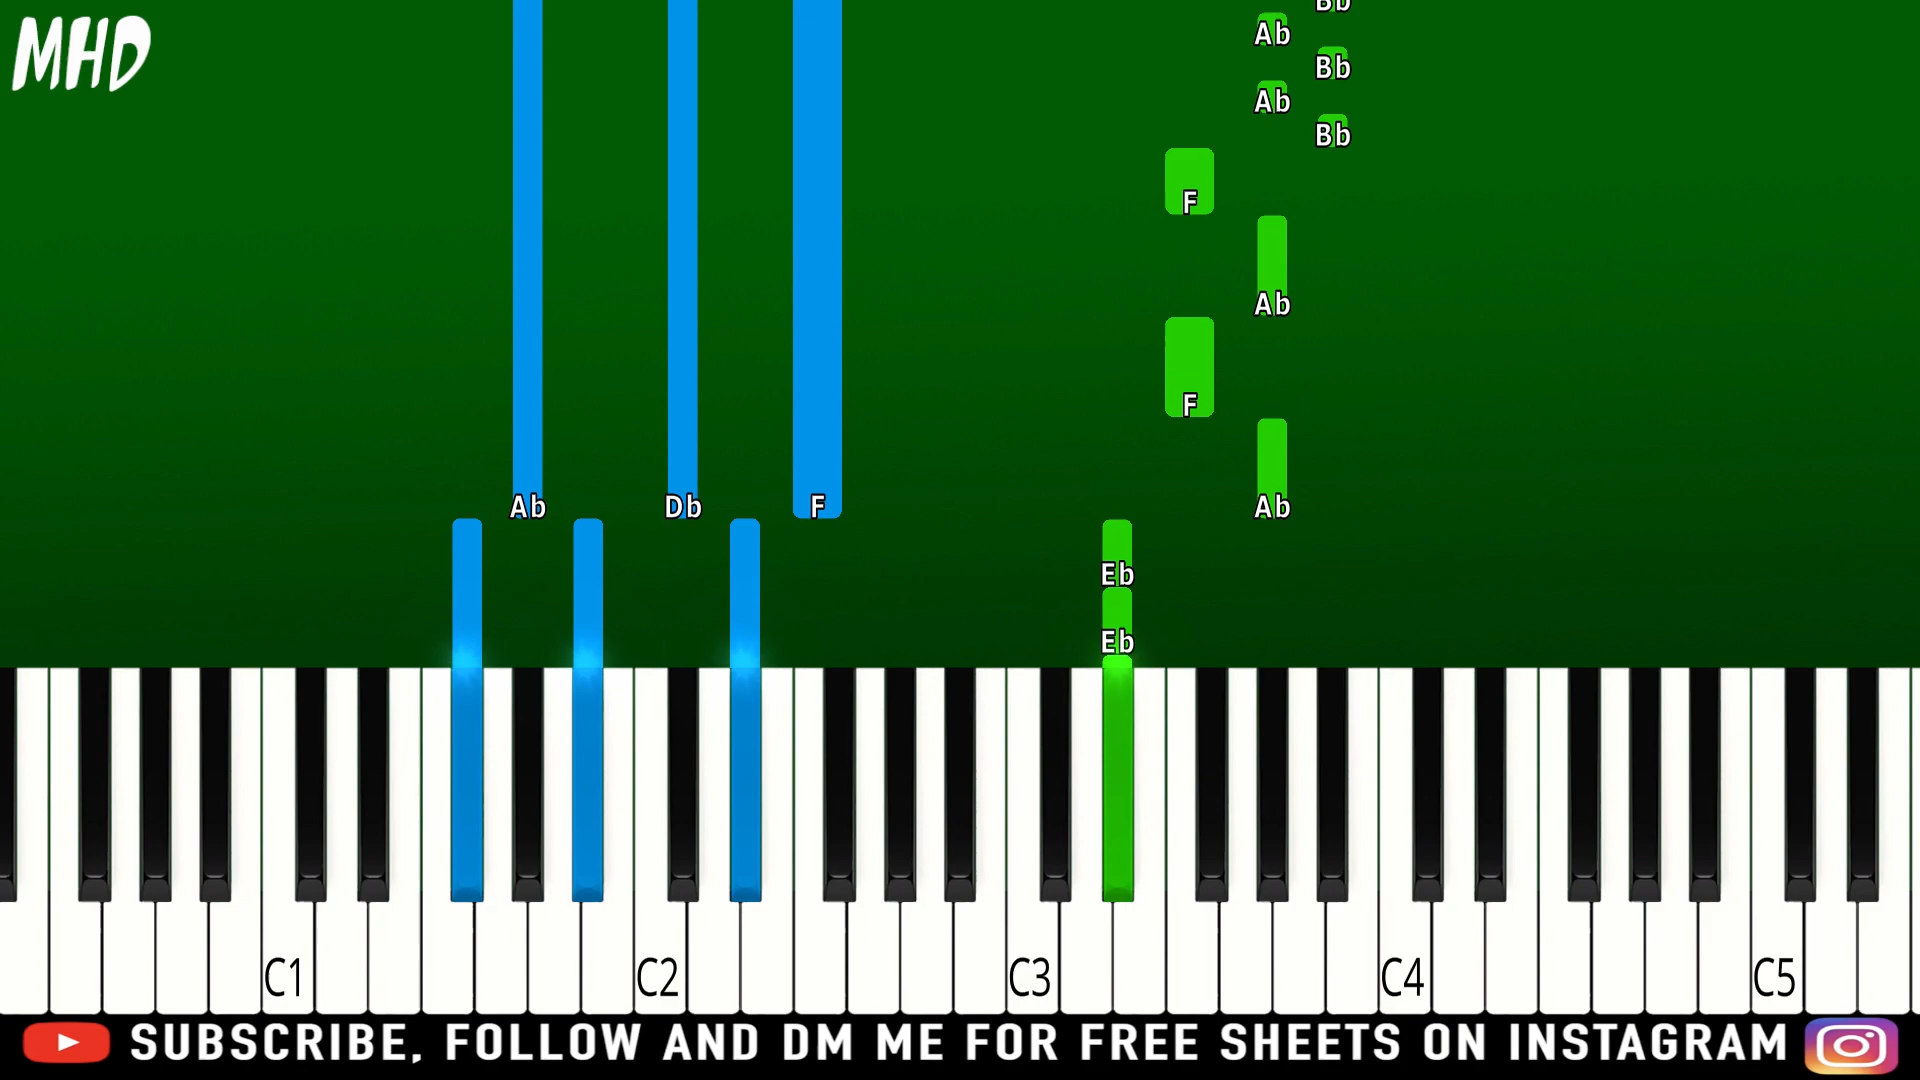 MHD
Bb
Ab
Bb
Ab
Bb
F
Ab
F
Ab Db F Ab
Eb
Eb
C1 C2 C3 C4 C5
SUBSCRIBE, FOLLOW AND DM ME FOR FREE SHEETS ON INSTAGRAM